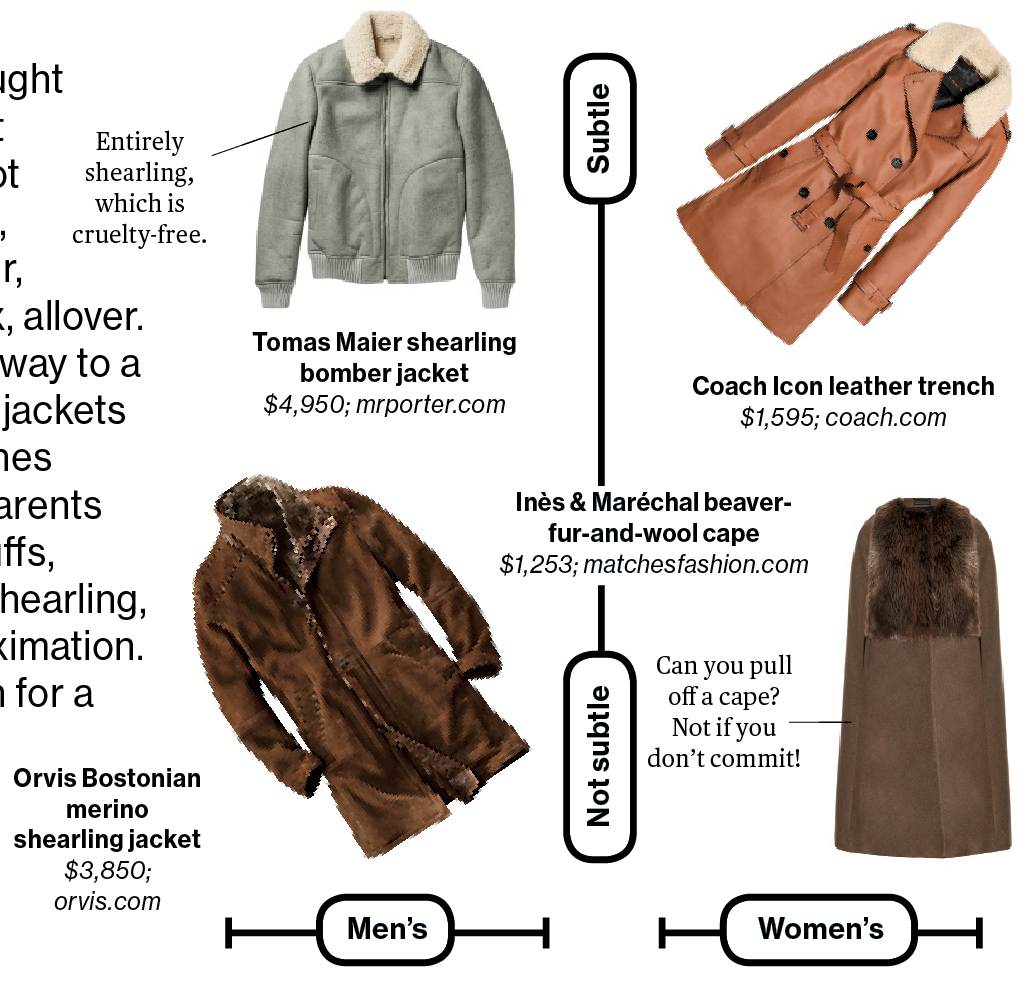 ught
t
ot
,
r,
x, allover.
way to a
jackets
nes
arents
uffs,
hearling,
ximation.
n for a
Entirely
shearling,
which is
cruelty-free.
Tomas Maier shearling
bomber jacket
$4,950; mrporter.com
Subtle
Coach Icon leather trench
$1,595; coach.com
Inès & Maréchal beaver-
fur-and-wool cape
$1,253; matchesfashion.com
Can you pull
off a cape?
Not if you
don't commit!
Not subtle
Orvis Bostonian
merino
shearling jacket
$3,850;
orvis.com
Men's
Women's